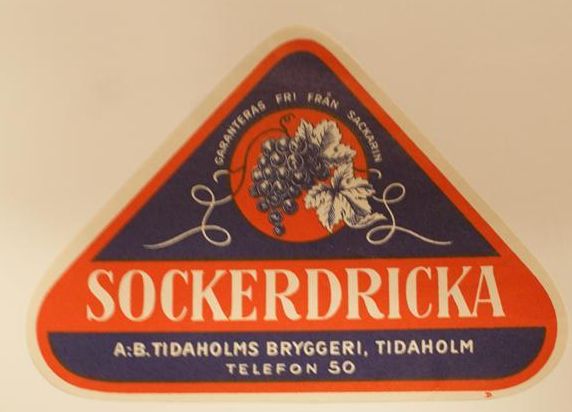 GARANTERAS FRI FRÅN SACKARIN
SOCKERDRICKA
A:B. TIDAHOLMS BRYGGERI, TIDAHOLM
TELEFON 50